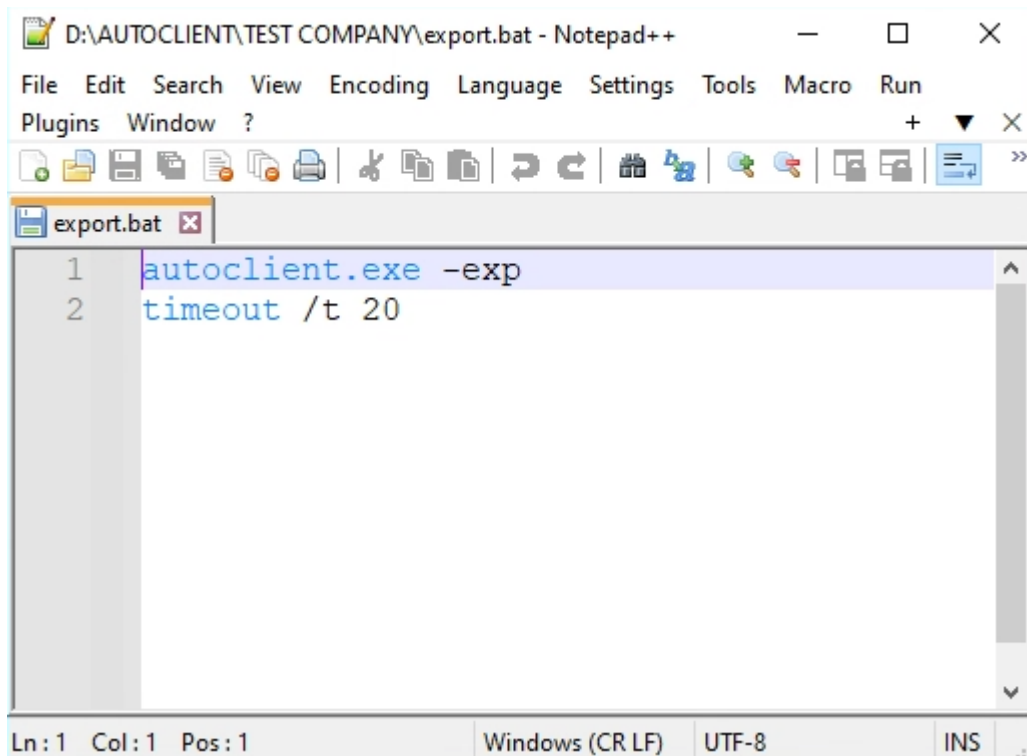 D:\AUTOCLIENT\TEST COMPANY\export.bat - Notepad++
File Edit Search View Encoding Language Settings Tools Macro Run
Plugins Window ?
export.bat
1 autoclient.exe -exp
2 timeout /t 20
Ln : 1 Col : 1 Pos : 1 Windows (CR LF) UTF-8 INS